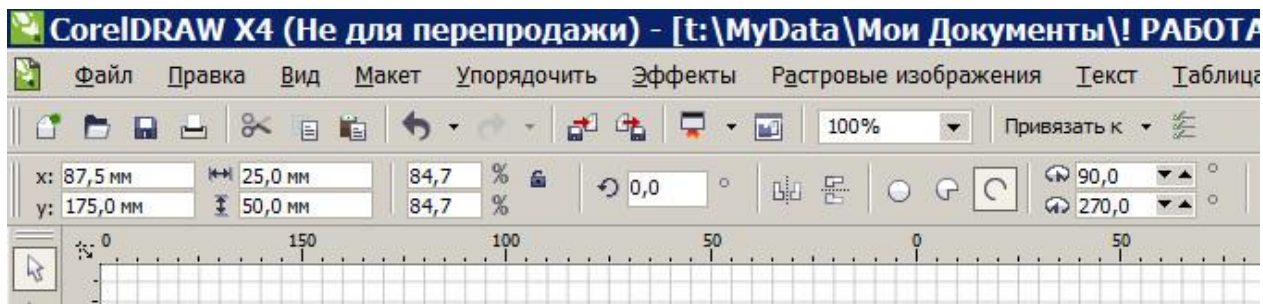 CorelDRAW X4 (Не для перепродажи) - [t:\MyData\Мои Документы\! РАБОТА
Файл Правка Вид Макет Упорядочить Эффекты Растровые изображения Текст Таблица
100% Привязать к
x: 87,5 мм 25,0 мм 84,7 % 0,0 ° 90,0 °
y: 175,0 мм 50,0 мм 84,7 % 270,0 °
0 150 100 50 0 50